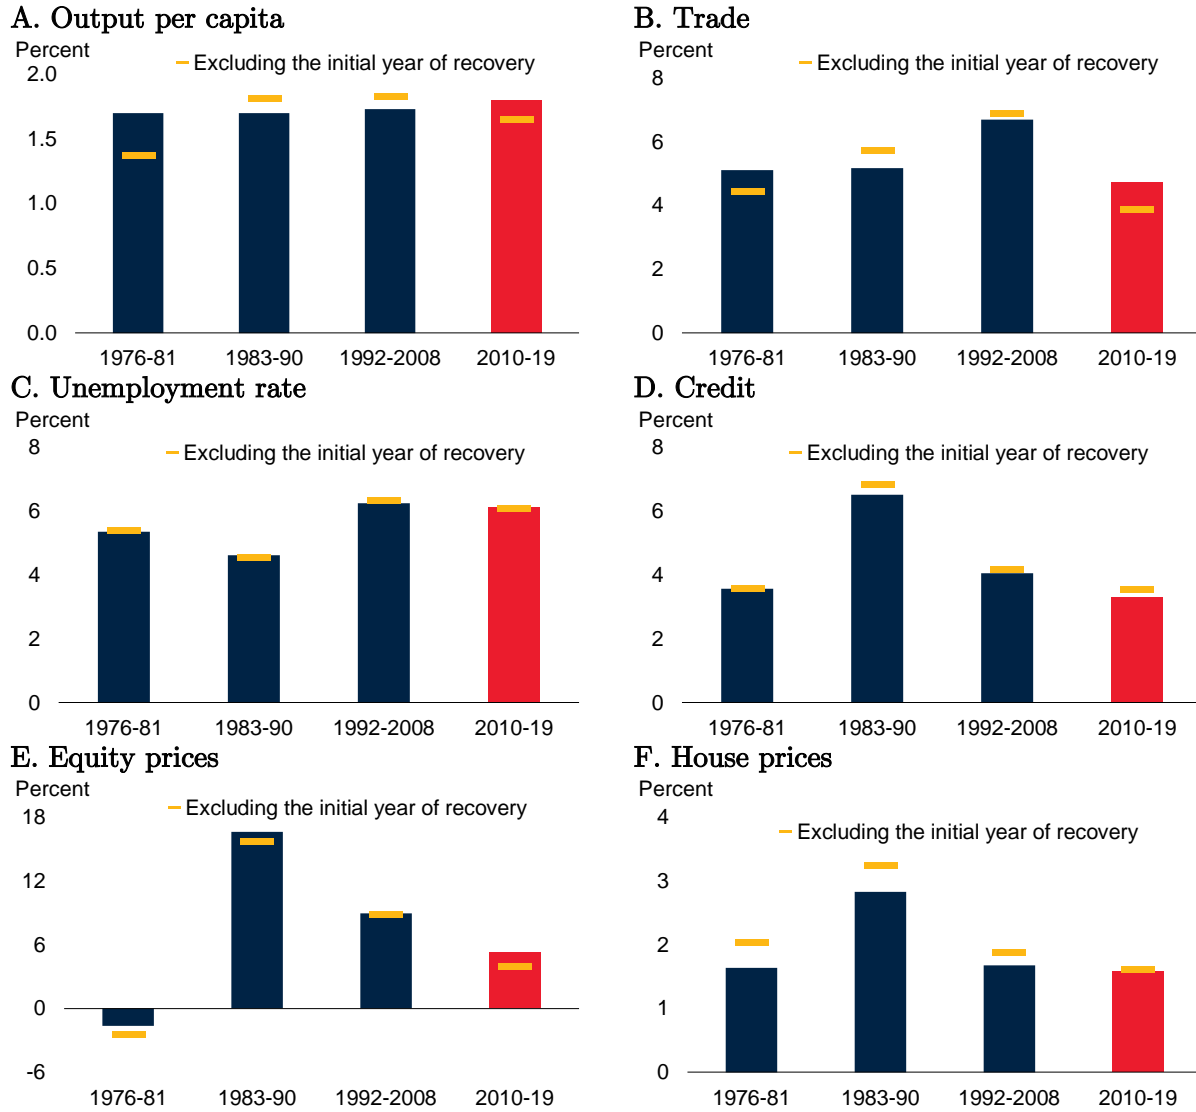 A. Output per capita
Percent
Excluding the initial year of recovery
2.0
1.5
1.0
0.5
0.0
1976-81 1983-90 1992-2008 2010-19
B. Trade
Percent
Excluding the initial year of recovery
8
6
4
2
0
1976-81 1983-90 1992-2008 2010-19
C. Unemployment rate
Percent
Excluding the initial year of recovery
8
6
4
2
0
1976-81 1983-90 1992-2008 2010-19
D. Credit
Percent
Excluding the initial year of recovery
8
6
4
2
0
1976-81 1983-90 1992-2008 2010-19
E. Equity prices
Percent
Excluding the initial year of recovery
18
12
6
0
-6
1976-81 1983-90 1992-2008 2010-19
F. House prices
Percent
Excluding the initial year of recovery
4
3
2
1
0
1976-81 1983-90 1992-2008 2010-19